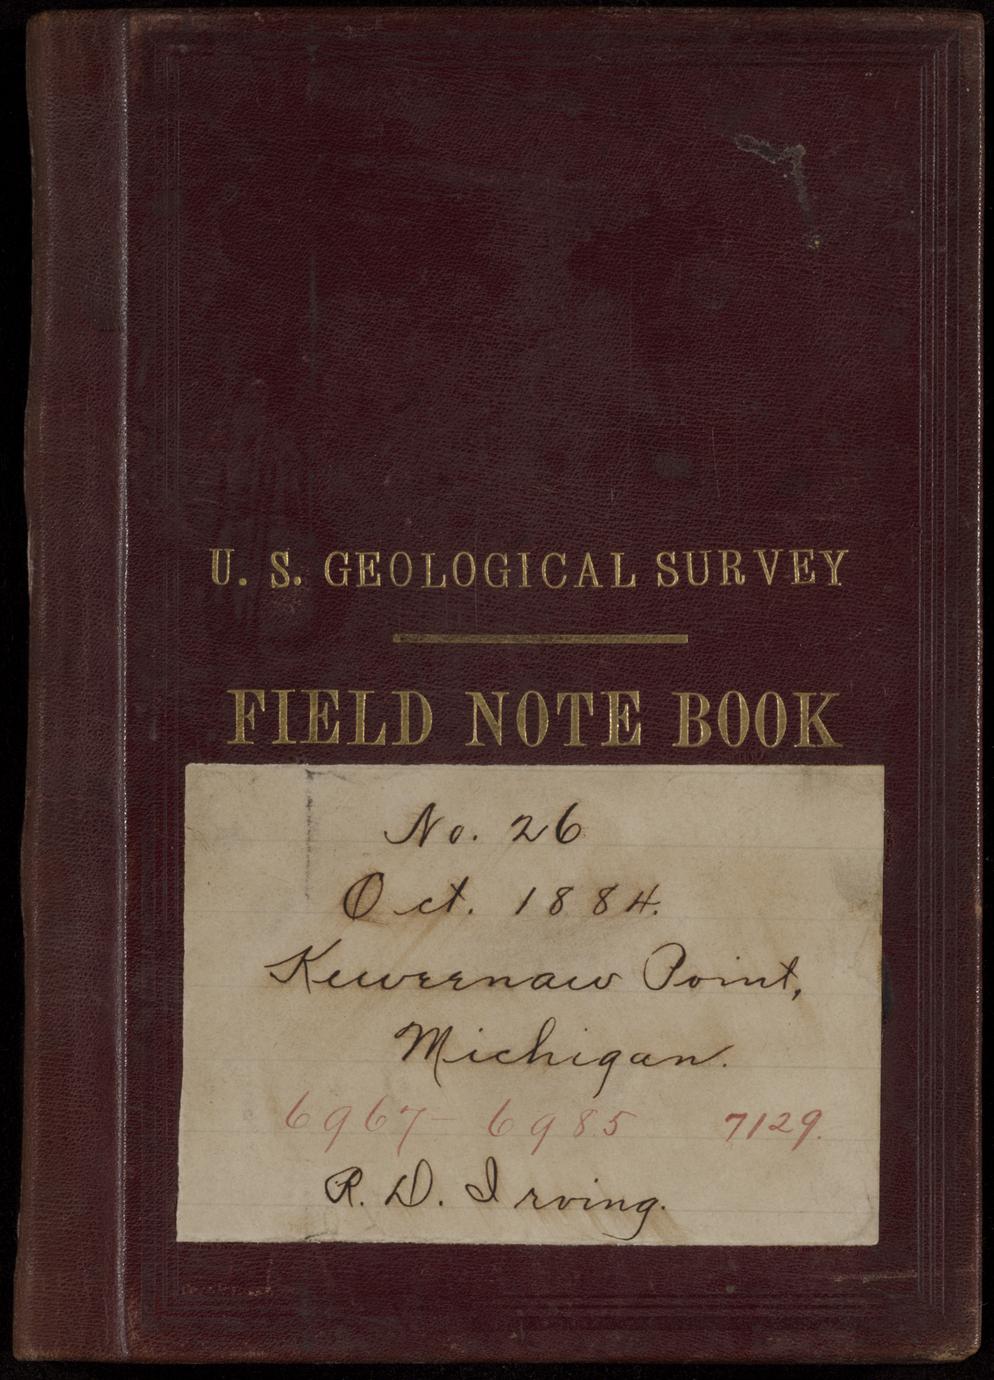 U. S. GEOLOGICAL SURVEY
FIELD NOTE BOOK
No. 26
Oct. 1884.
Keweenaw Point,
Michigan.
6967 - 6985 7129.
R. D. Irving.